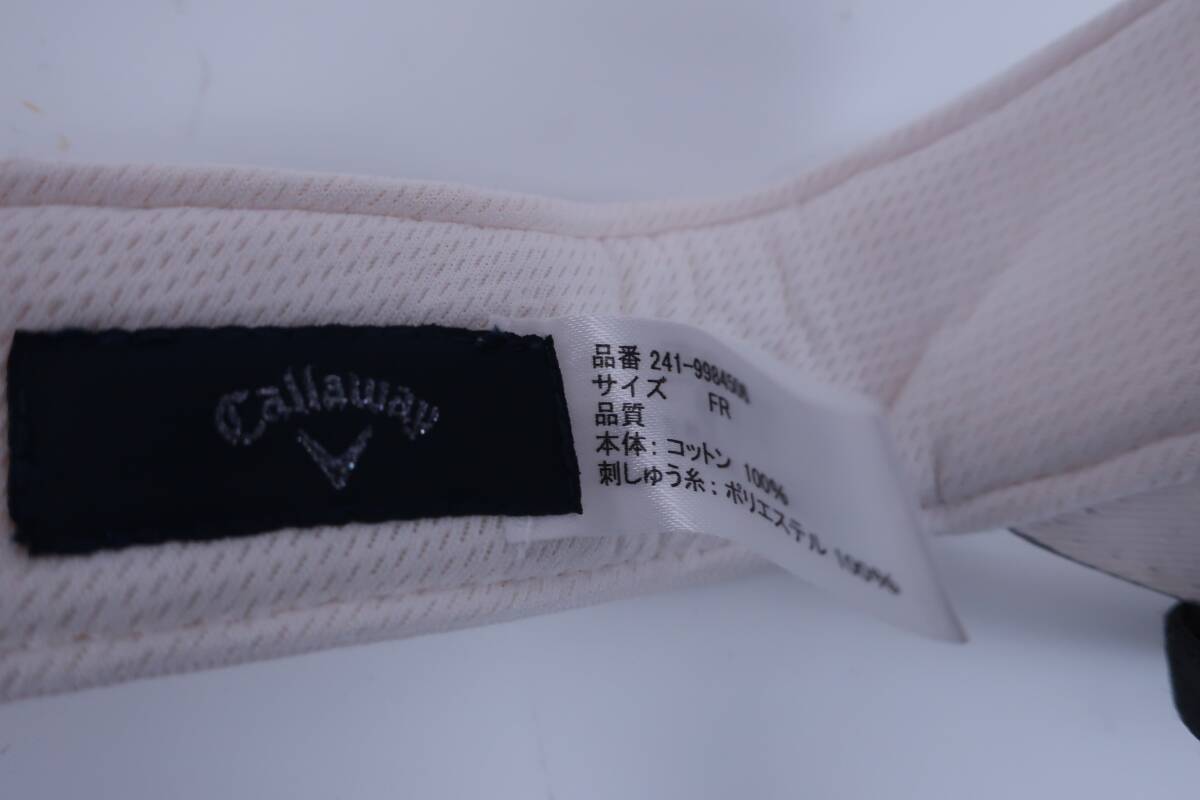 Callaway
品番 241-9984508
サイズ FR
品質
本体: コットン 100%
刺しゅう糸: ポリエステル 100%